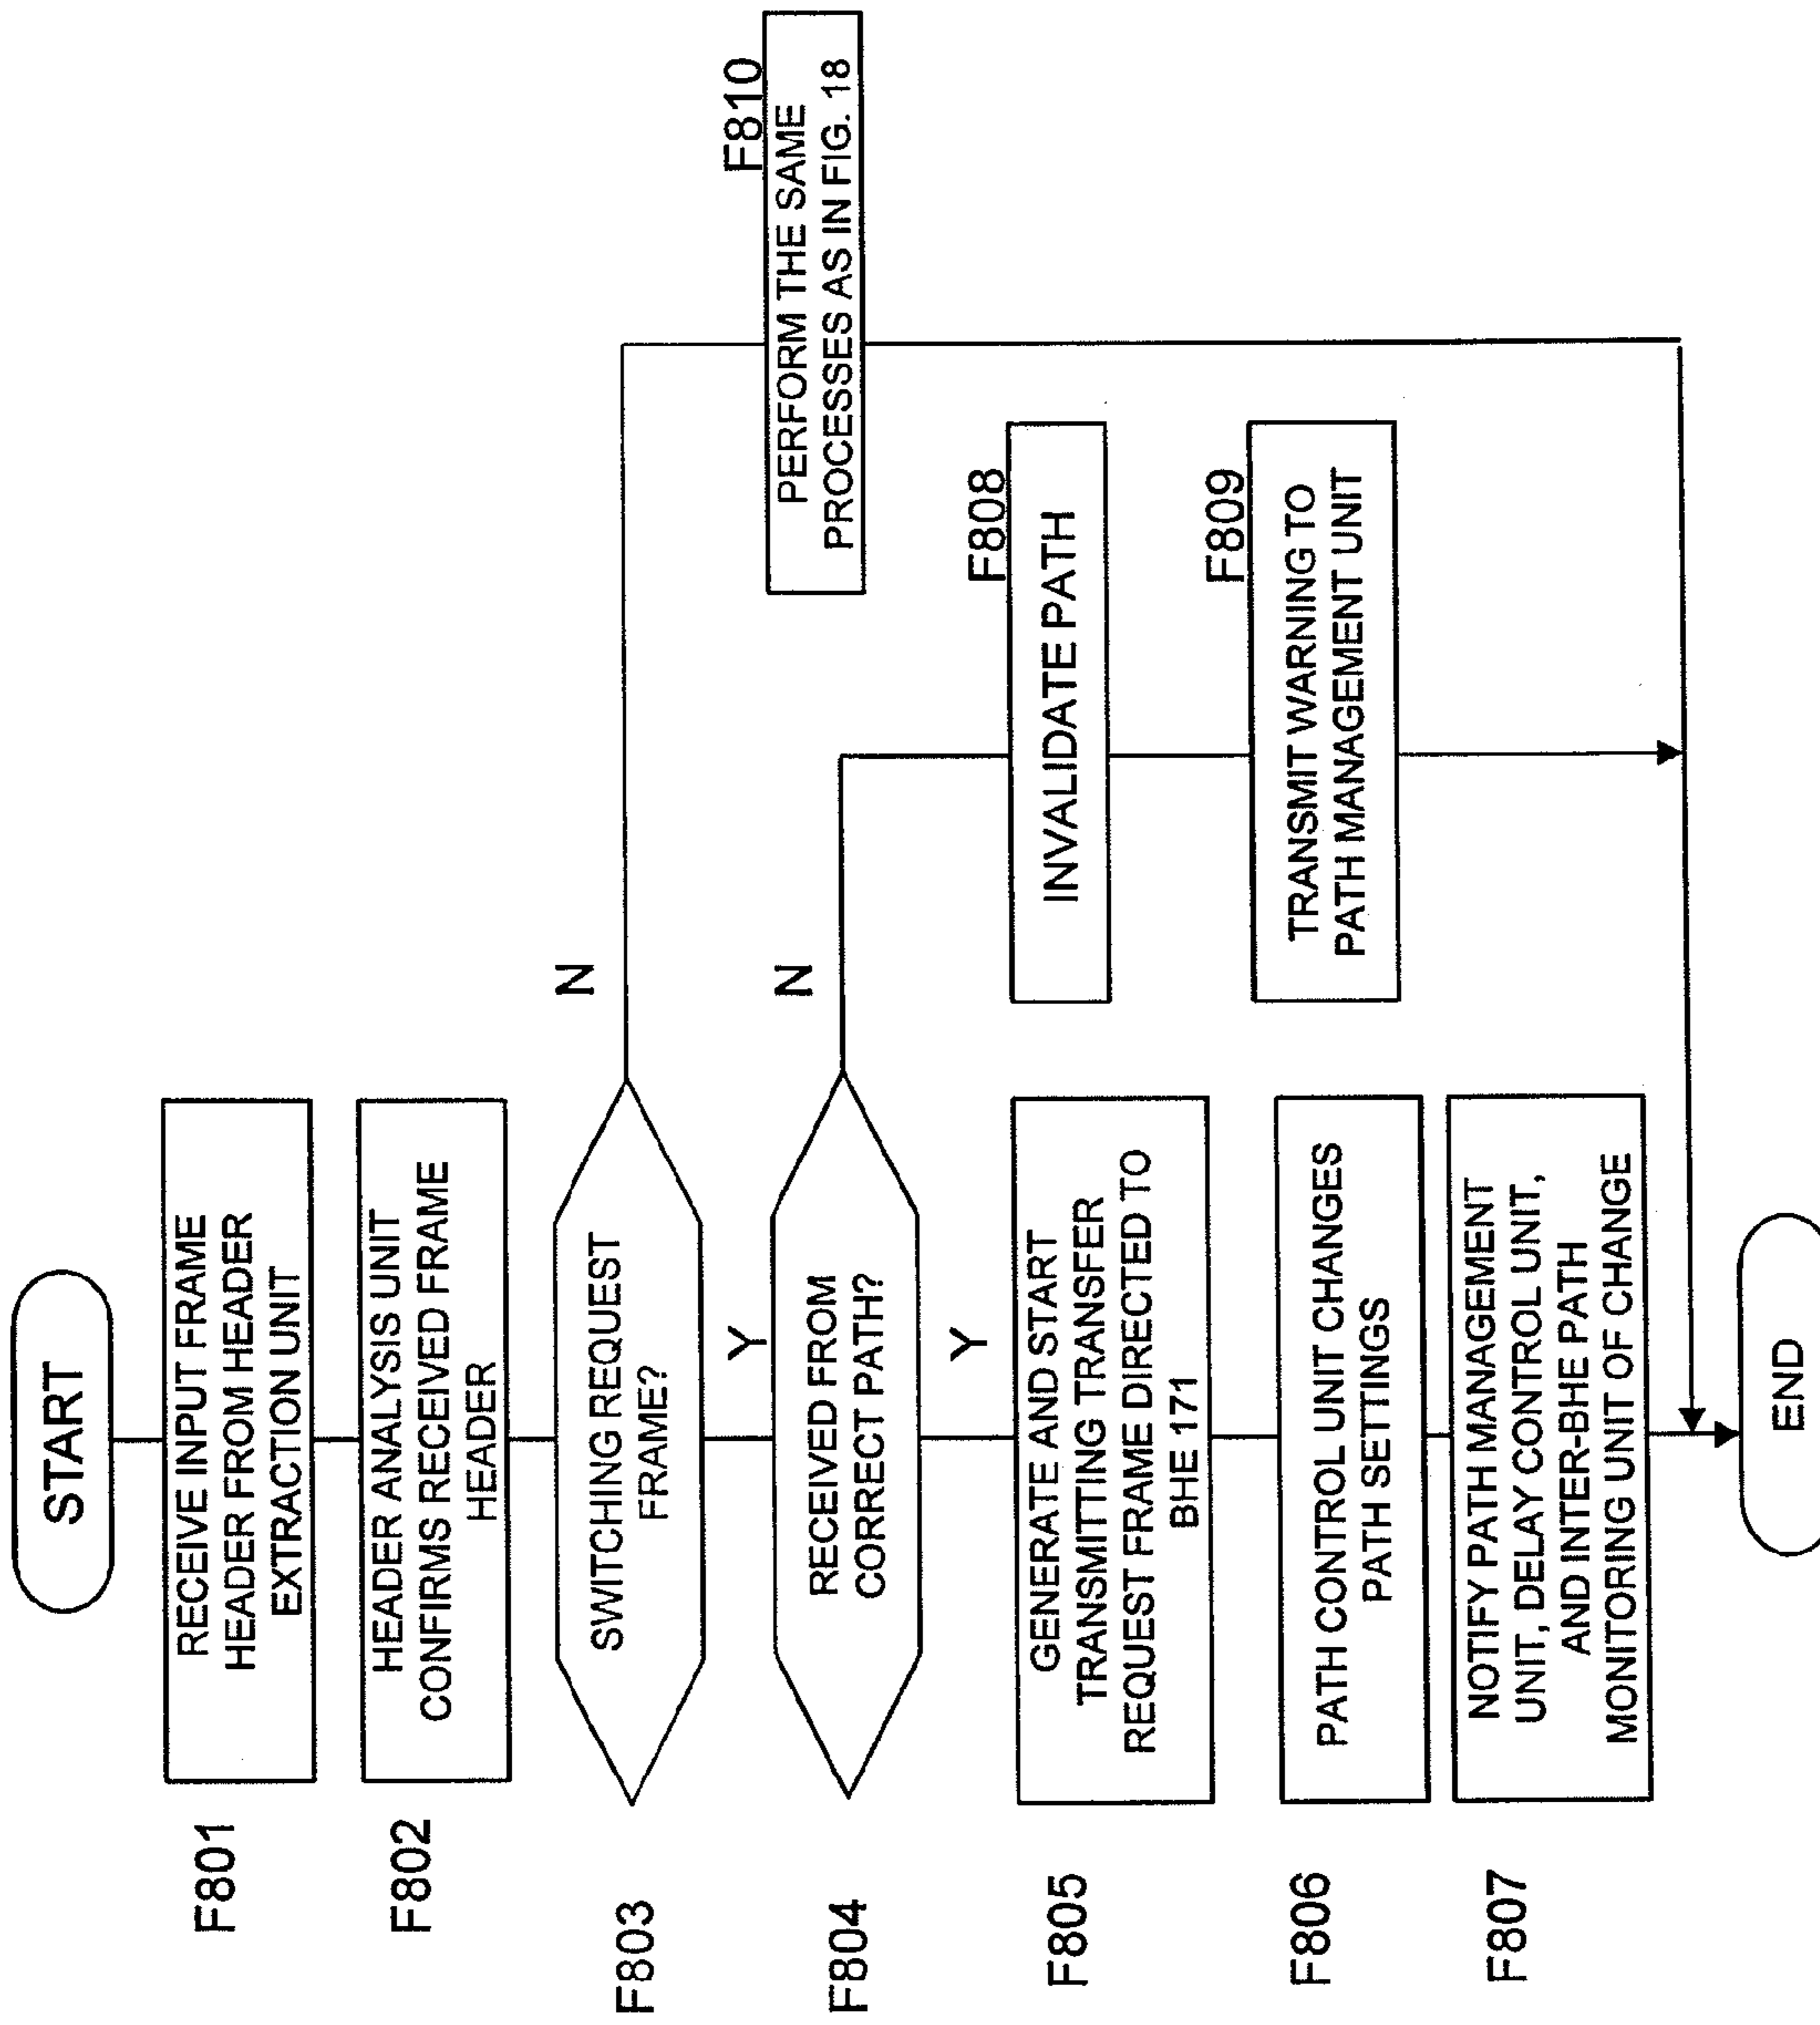 START
F801
RECEIVE INPUT FRAME
HEADER FROM HEADER
EXTRACTION UNIT
F802
HEADER ANALYSIS UNIT
CONFIRMS RECEIVED FRAME
HEADER
F803
SWITCHING REQUEST
FRAME?
N
Y
F804
RECEIVED FROM
CORRECT PATH?
N
Y
F805
GENERATE AND START
TRANSMITTING TRANSFER
REQUEST FRAME DIRECTED TO
BHE 171
F806
PATH CONTROL UNIT CHANGES
PATH SETTINGS
F807
NOTIFY PATH MANAGEMENT
UNIT, DELAY CONTROL UNIT,
AND INTER-BHE PATH
MONITORING UNIT OF CHANGE
F808
INVALIDATE PATH
F809
TRANSMIT WARNING TO
PATH MANAGEMENT UNIT
F810
PERFORM THE SAME
PROCESSES AS IN FIG. 18
END